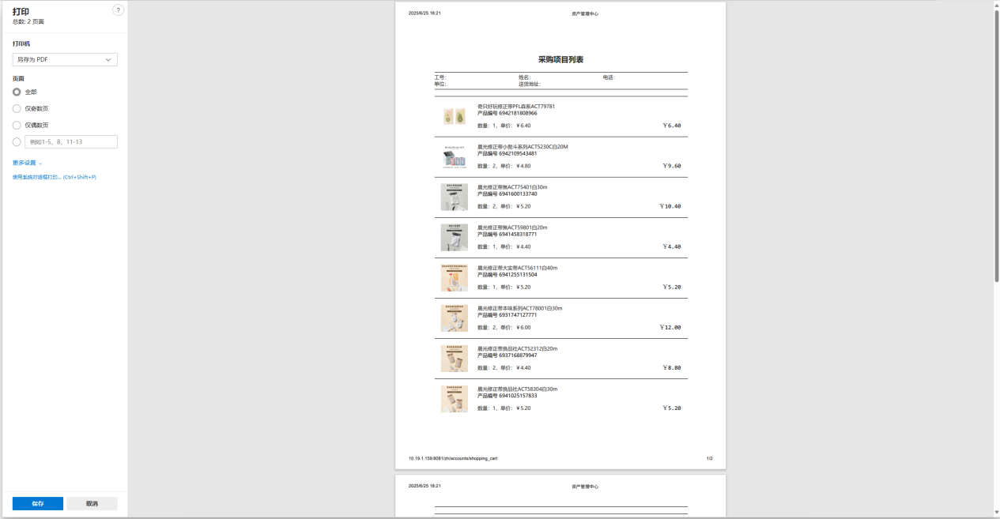 打印
?
总数: 2 页面
打印机
另存为 PDF
页面
全部
仅奇数页
仅偶数页
例如1-5、8、11-13
更多设置
使用系统对话框打印... (Ctrl+Shift+P)
保存
取消
2025/6/25 18:21
资产管理中心
采购项目列表
工号: 姓名: 电话:
单位: 送货地址:
奇只好玩修正带PFL森系ACT79781
产品编号 6942181808966
数量: 1, 单价: ¥6.40 ¥6.40
晨光修正带小熨斗系列ACT5230C白20M
产品编号 6942109543481
数量: 2, 单价: ¥4.80 ¥9.60
晨光修正带無ACT75401白30m
产品编号 6941600133740
数量: 2, 单价: ¥5.20 ¥10.40
晨光修正带無ACT59801白20m
产品编号 6941458318771
数量: 1, 单价: ¥4.40 ¥4.40
晨光修正带大实带ACT56111白40m
产品编号 6941255131504
数量: 1, 单价: ¥5.20 ¥5.20
晨光修正带本味系列ACT78001白30m
产品编号 6931747127771
数量: 2, 单价: ¥6.00 ¥12.00
晨光修正带良品社ACT52312白20m
产品编号 6937168879947
数量: 2, 单价: ¥4.40 ¥8.80
晨光修正带良品社ACT58304白30m
产品编号 6941025157833
数量: 1, 单价: ¥5.20 ¥5.20
10.19.1.159:8081/zh/accounts/shopping_cart 1/2
2025/6/25 18:21
资产管理中心